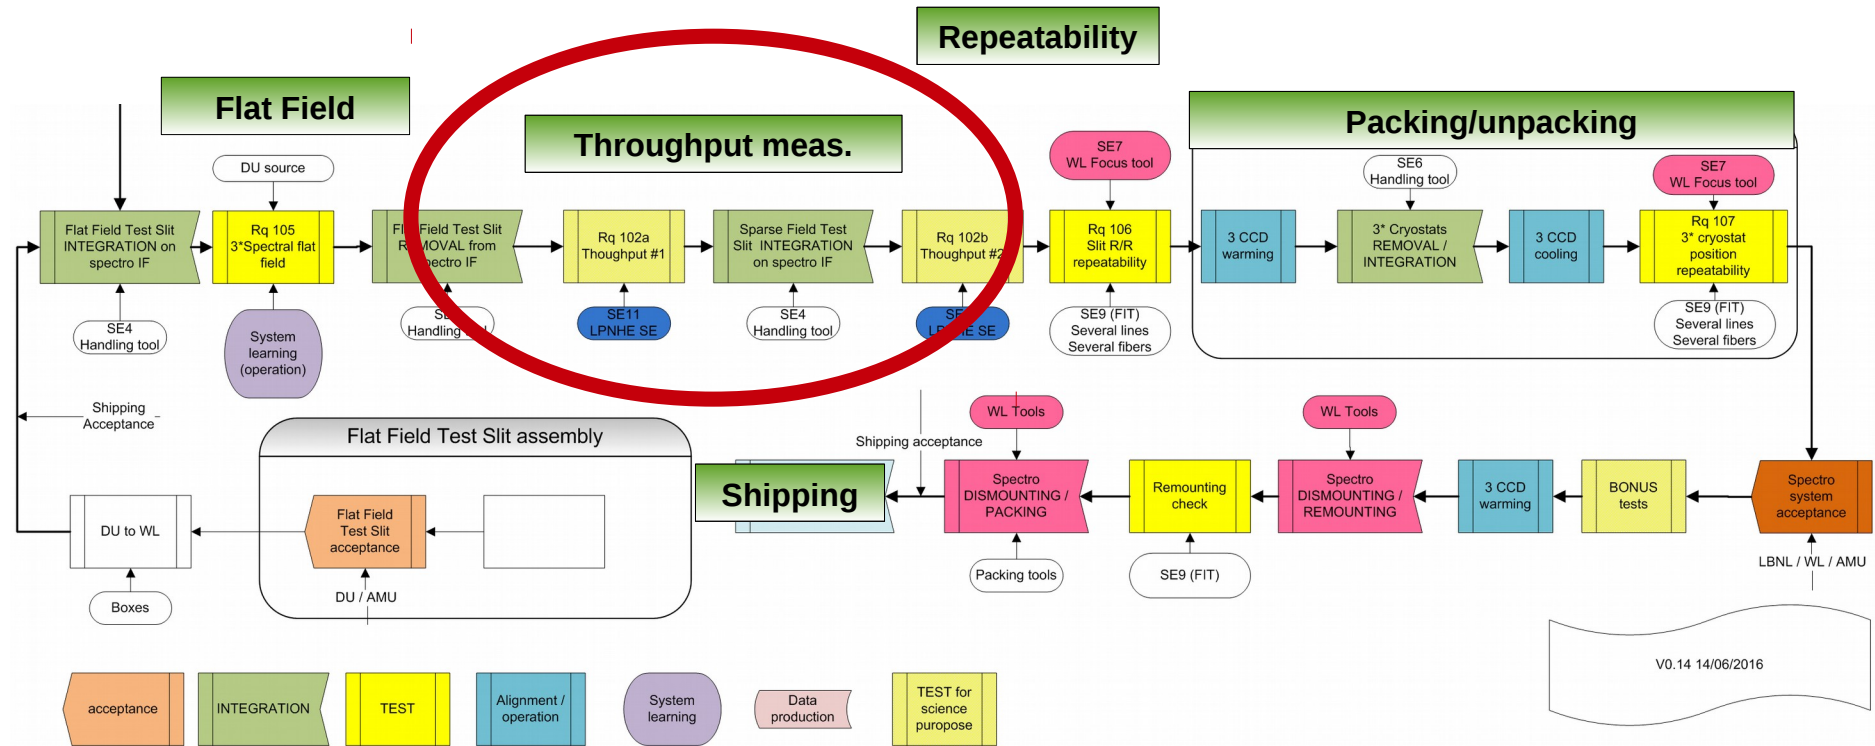 Repeatability
Flat Field
Throughput meas.
Packing/unpacking
DU source
SE7
WL Focus tool
SE6
Handling tool
SE7
WL Focus tool
Flat Field Test Slit
INTEGRATION on
spectro IF
Rq 105
3*Spectral flat
field
Field Test Slit
from
spectro IF
Rq 102a
Thoughput #1
Sparse Field Test
Slit INTEGRATION
on spectro IF
Rq 102b
Thoughput #2
Rq 106
Slit R/R
repeatability
3 CCD
warming
3* Cryostats
REMOVAL /
INTEGRATION
3 CCD
cooling
Rq 107
3* cryostat
position
repeatability
SE4
Handling tool
System
learning
(operation)
Handling tool
SE11
LPNHE SE
SE4
Handling tool
SE
SE9 (FIT)
Several lines
Several fibers
SE9 (FIT)
Several lines
Several fibers
Shipping
Acceptance
Flat Field Test Slit assembly
Shipping acceptance
WL Tools
WL Tools
DU to WL
Flat Field
Test Slit
acceptance
Shipping
Spectro
DISMOUNTING /
PACKING
Remounting
check
Spectro
DISMOUNTING /
REMOUNTING
3 CCD
warming
BONUS
tests
Spectro
system
acceptance
Boxes
DU / AMU
Packing tools
SE9 (FIT)
LBNL / WL / AMU
V0.14 14/06/2016
acceptance
INTEGRATION
TEST
Alignment /
operation
System
learning
Data
production
TEST for
science
puropose